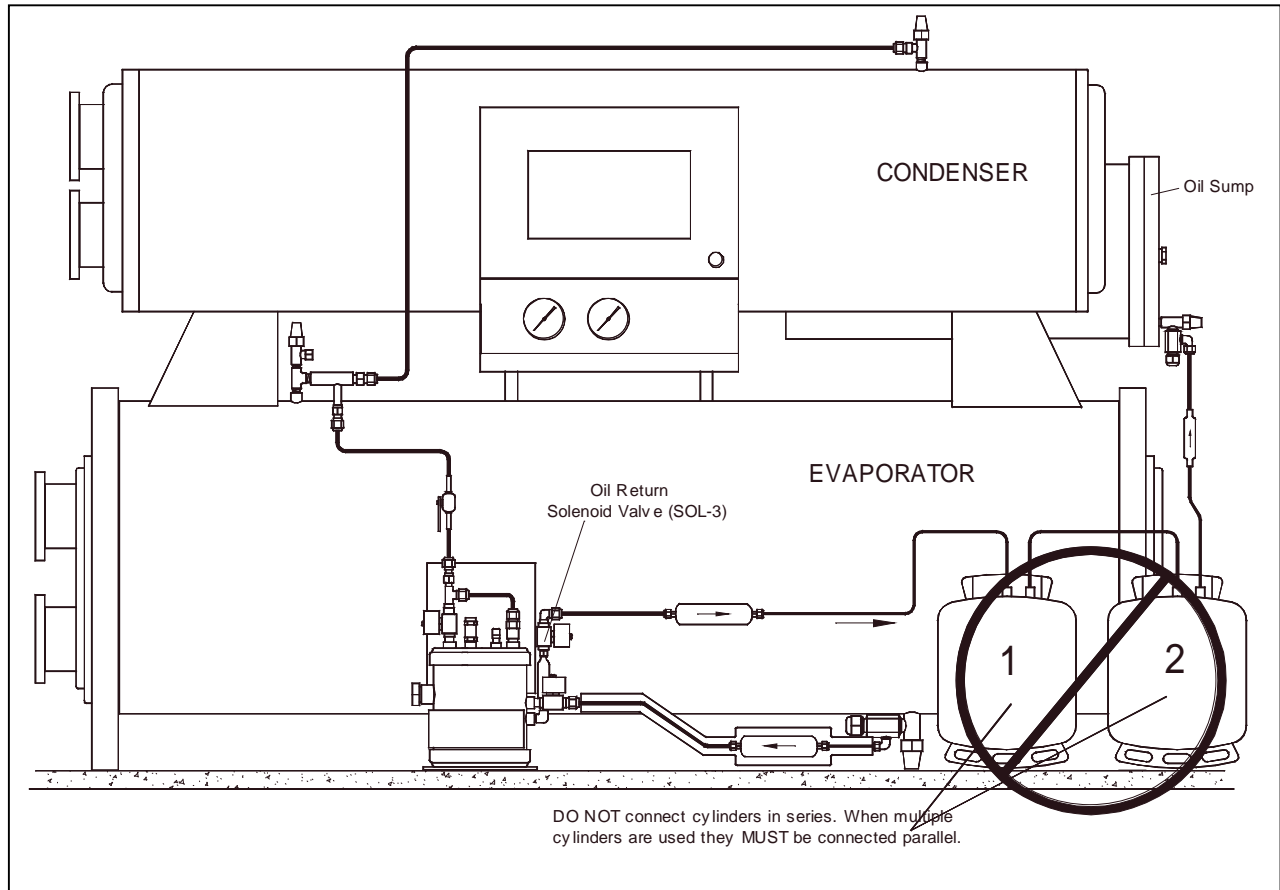 CONDENSER
Oil Sump
EVAPORATOR
Oil Return
Solenoid Valve (SOL-3)
1
2
DO NOT connect cylinders in series. When multiple
cylinders are used they MUST be connected parallel.